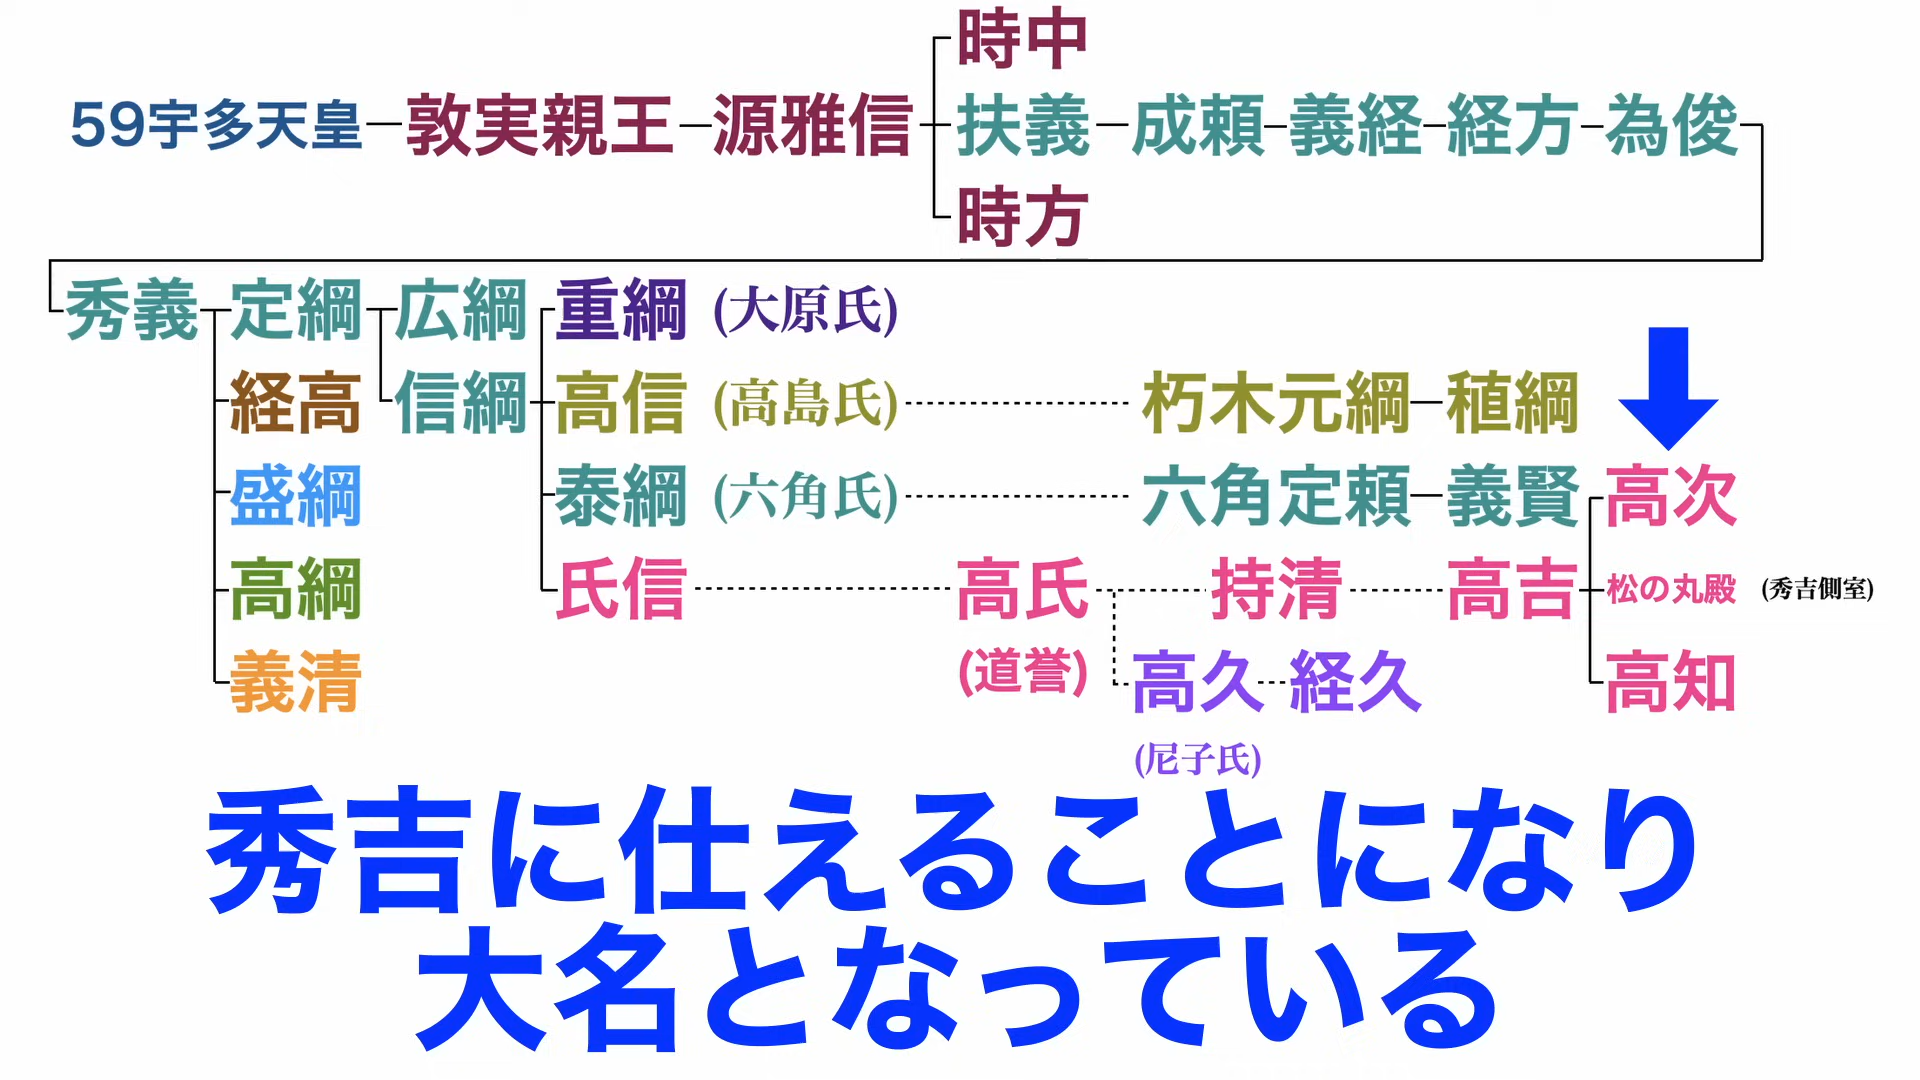 時中
59宇多天皇 敦実親王 源雅信 扶義 成頼 義経 経方 為俊
時方
秀義 定綱 広綱 重綱 (大原氏)
経高 信綱 高信 (高島氏) 朽木元綱 稙綱
盛綱 泰綱 (六角氏) 六角定頼 義賢 高次
高綱 氏信 高氏 持清 高吉 松の丸殿 (秀吉側室)
義清 (道誉) 高久 経久 高知
(尼子氏)
秀吉に仕えることになり
大名となっている